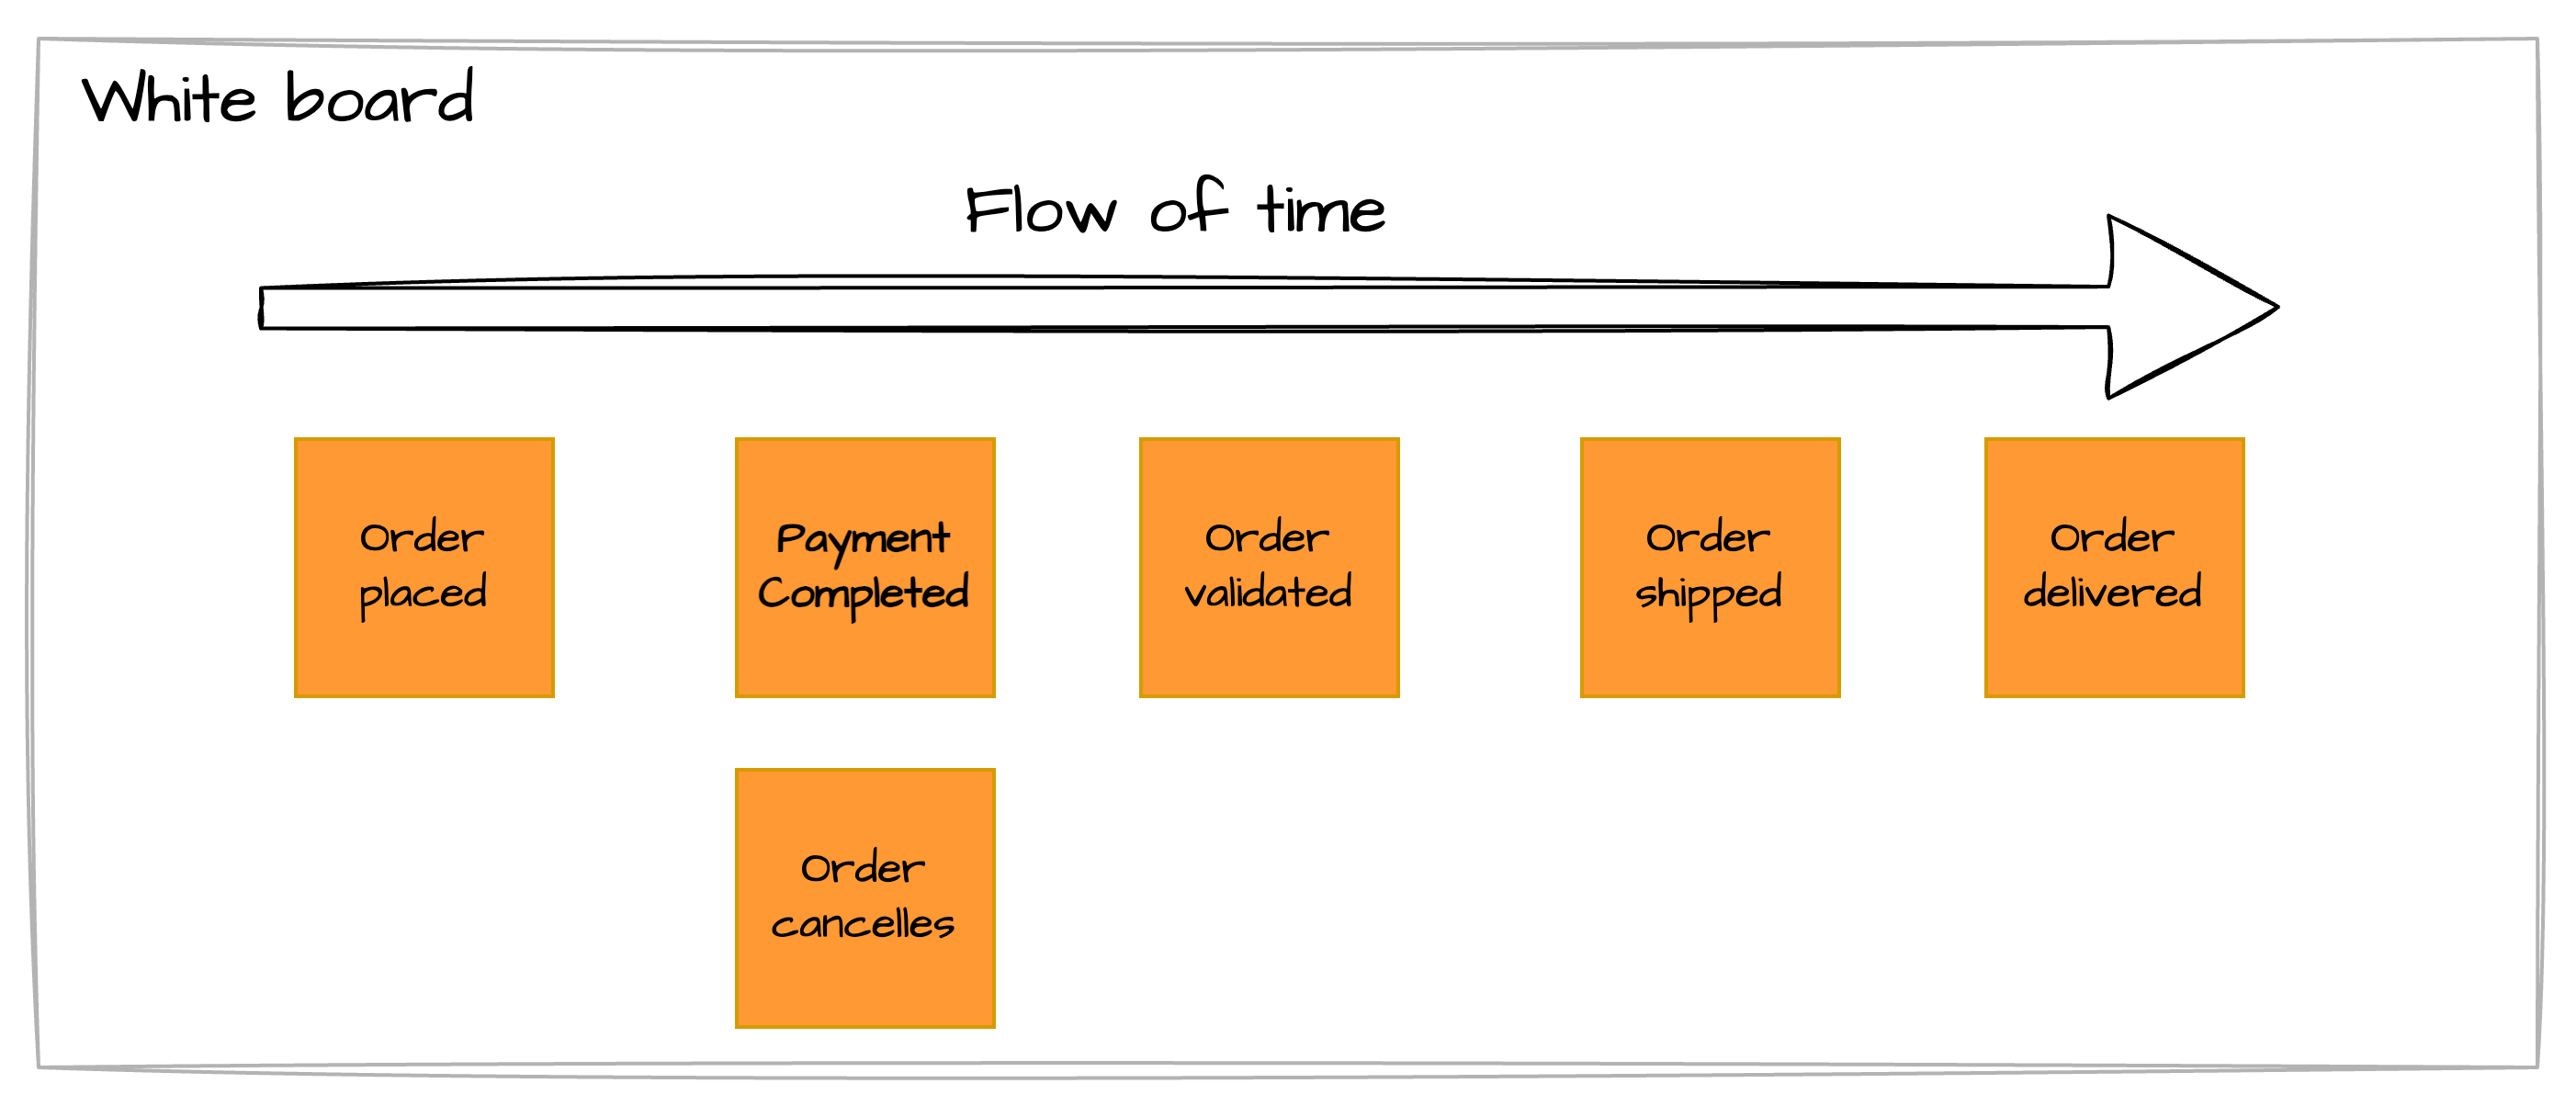 White board
Flow of time
Order
placed
Payment
Completed
Order
validated
Order
shipped
Order
delivered
Order
cancelles